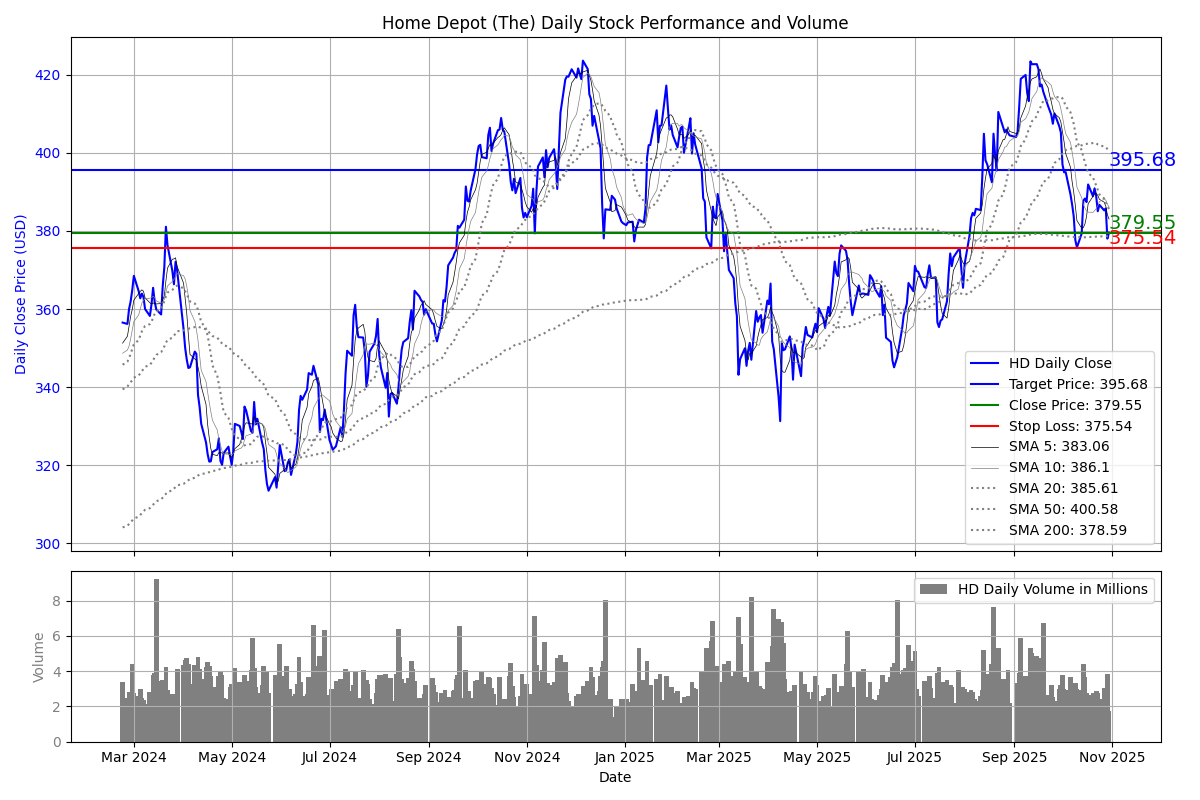 Home Depot (The) Daily Stock Performance and Volume
Daily Close Price (USD)
420
400
380
360
340
320
300
395.68
379.55
375.54
HD Daily Close
Target Price: 395.68
Close Price: 379.55
Stop Loss: 375.54
SMA 5: 383.06
SMA 10: 386.1
SMA 20: 385.61
SMA 50: 400.58
SMA 200: 378.59
Volume
8
6
4
2
0
HD Daily Volume in Millions
Mar 2024 May 2024 Jul 2024 Sep 2024 Nov 2024 Jan 2025 Mar 2025 May 2025 Jul 2025 Sep 2025 Nov 2025
Date